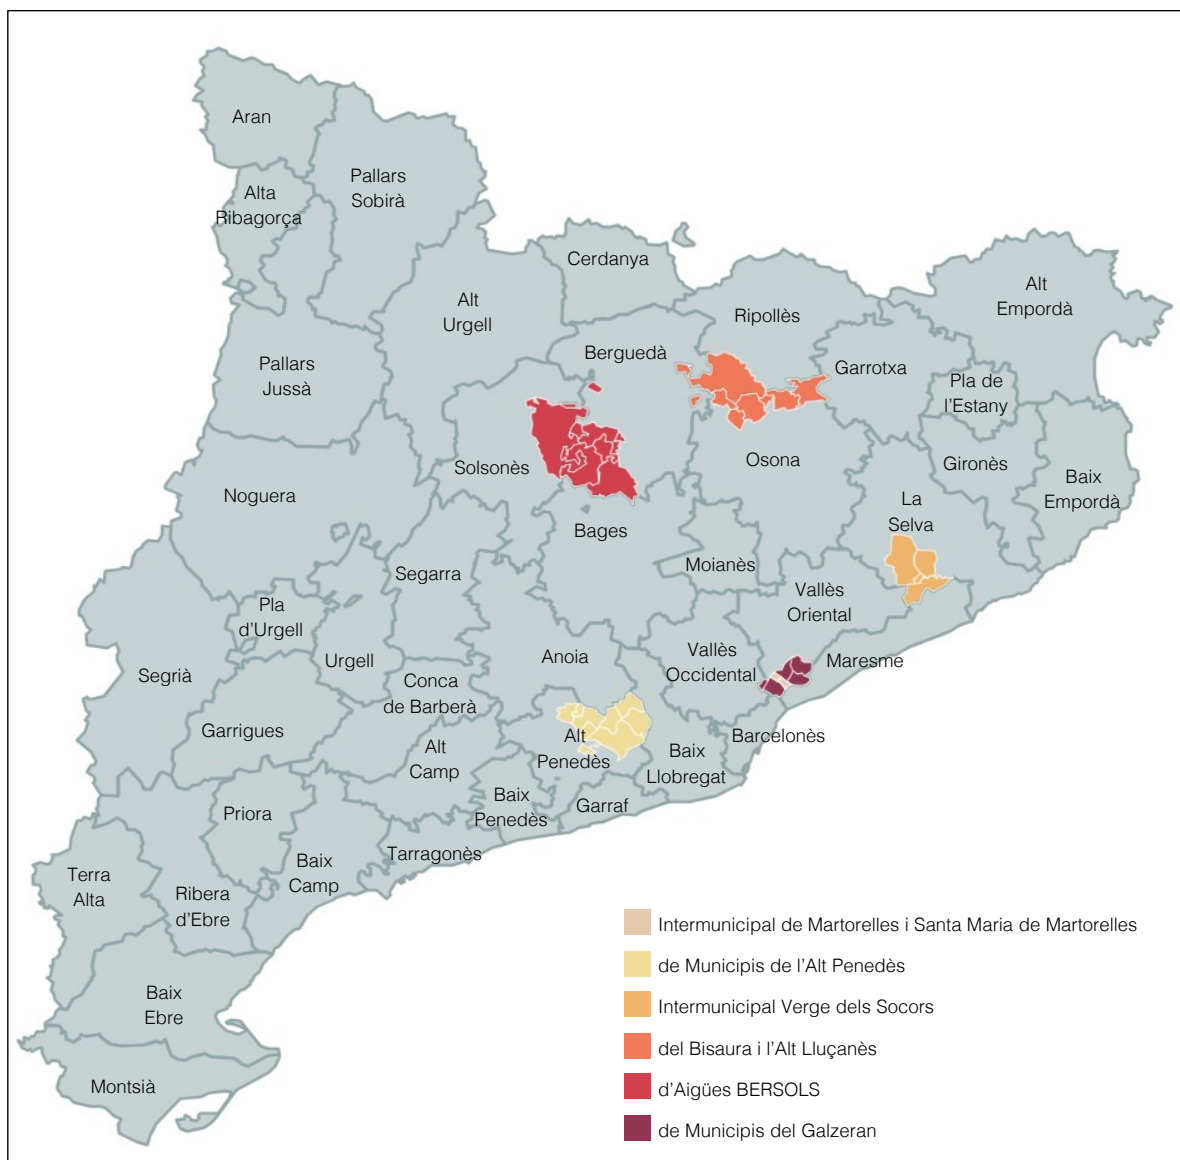 Aran
Pallars
Sobirà
Alta
Ribagorça
Cerdanya
Alt
Urgell
Ripollès
Alt
Empordà
Berguedà
Garrotxa
Pallars
Jussà
Pla de
l'Estany
Solsonès
Osona
Gironès
Noguera
Baix
Empordà
La
Selva
Bages
Moianès
Segarra
Vallès
Oriental
Pla
d'Urgell
Segrià
Urgell
Anoia
Vallès
Occidental
Maresme
Conca
de Barberà
Garrigues
Alt
Camp
Alt
Penedès
Barcelonès
Baix
Llobregat
Priora
Baix
Penedès
Garraf
Tarragonès
Baix
Camp
Terra
Alta
Ribera
d'Ebre
Baix
Ebre
Montsià
Intermunicipal de Martorelles i Santa Maria de Martorelles
de Municipis de l'Alt Penedès
Intermunicipal Verge dels Socors
del Bisaura i l'Alt Lluçanès
d'Aigües BERSOLS
de Municipis del Galzeran